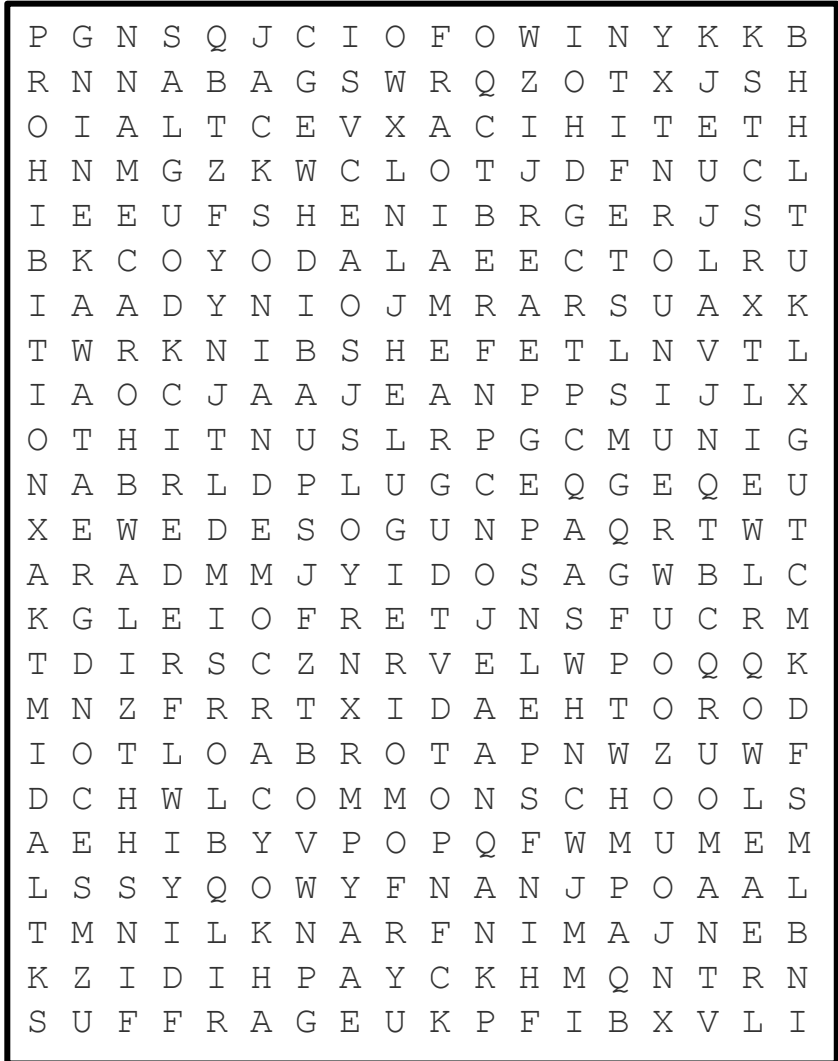 P G N S Q J C I O F O W I N Y K K B
R N N A B A G S W R Q Z O T X J S H
O I A L T C E V X A C I H I T E T H
H N M G Z K W C L O T J D F N U C L
I E E U F S H E N I B R G E R J S T
B K C O Y O D A L A E E C T O L R U
I A A D Y N I O J M R A R S U A X K
T W R K N I B S H E F E T L N V T L
I A O C J A A J E A N P P S I J L X
O T H I T N U S L R P G C M U N I G
N A B R L D P L U G C E Q G E Q E U
X E W E D E S O G U N P A Q R T W T
A R A D M M J Y I D O S A G W B L C
K G L E I O F R E T J N S F U C R M
T D I R S C Z N R V E L W P O Q Q K
M N Z F R R T X I D A E H T O R O D
I O T L O A B R O T A P N W Z U W F
D C H W L C O M M O N S C H O O L S
A E H I B Y V P O P Q F W M U M E M
L S S Y Q O W Y F N A N J P O A A L
T M N I L K N A R F N I M A J N E B
K Z I D I H P A Y C K H M Q N T R N
S U F F R A G E U K P F I B X V L I